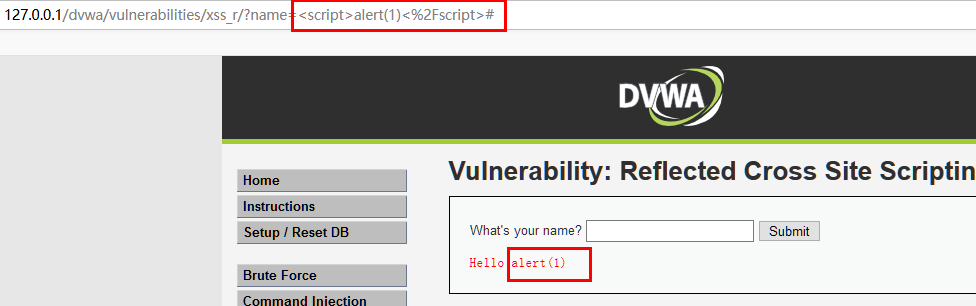 127.0.0.1/dvwa/vulnerabilities/xss_r/?name=<script>alert(1)<%2Fscript>#
DVWA
Vulnerability: Reflected Cross Site Scriptin
Home
Instructions
Setup / Reset DB
Brute Force
Command Injection
What's your name?
Submit
Hello alert(1)